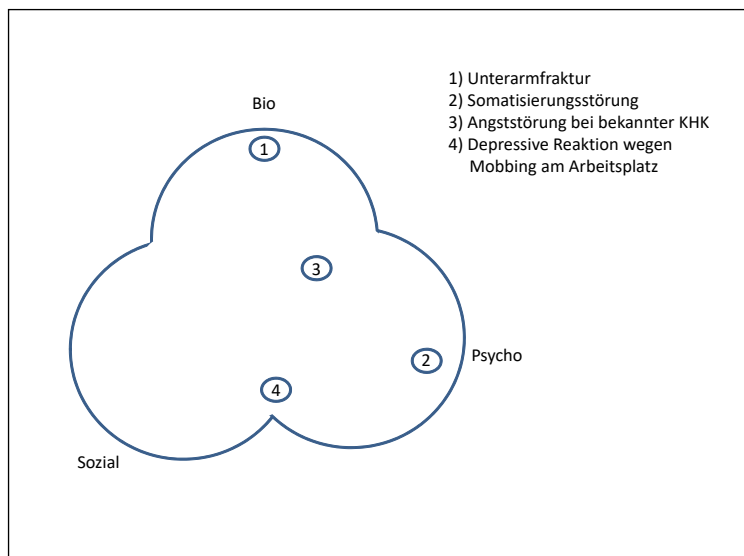 1) Unterarmfraktur
2) Somatisierungsstörung
3) Angststörung bei bekannter KHK
4) Depressive Reaktion wegen
Mobbing am Arbeitsplatz
Bio
1
3
2
Psycho
4
Sozial